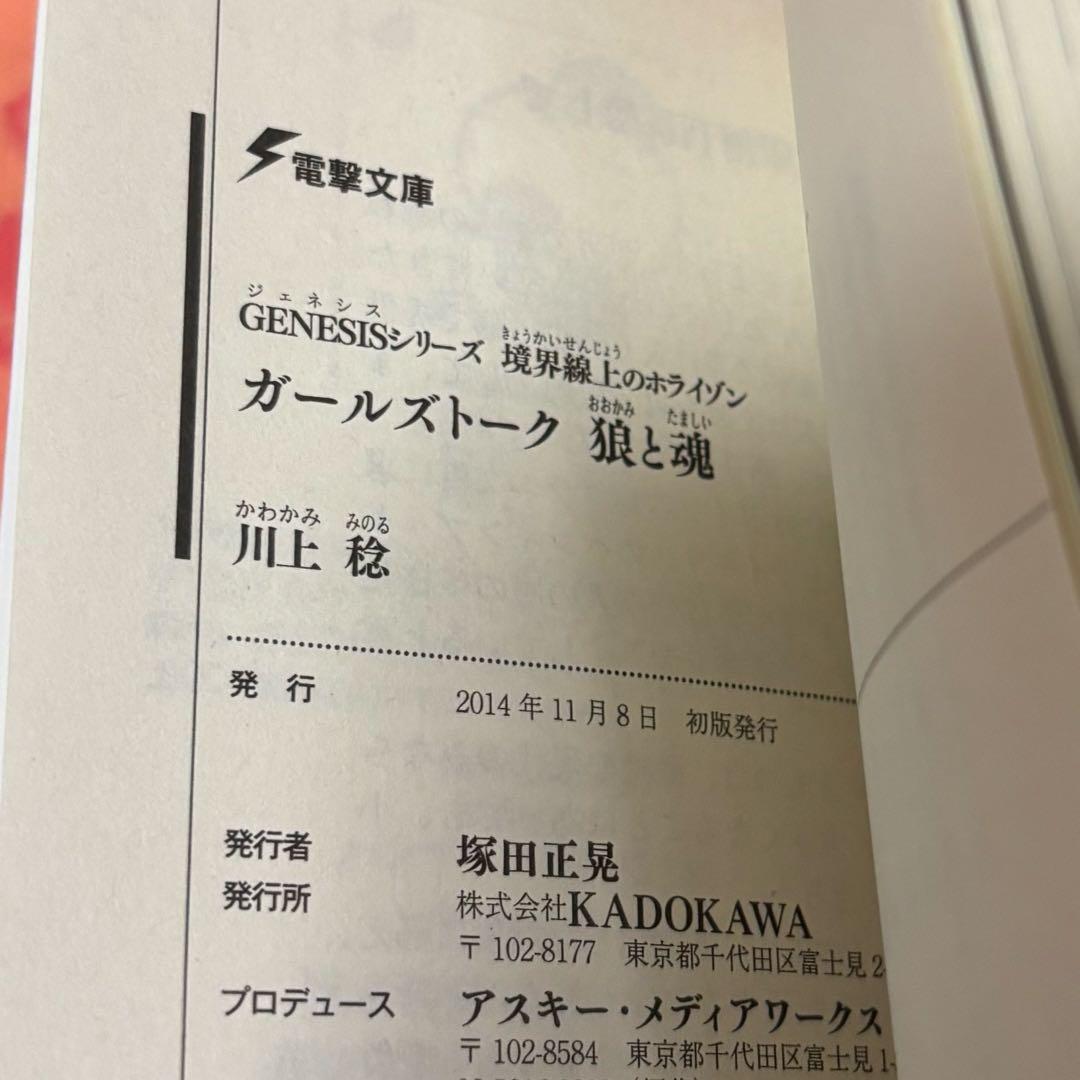 電撃文庫
ジェネシス きょうかいせんじょう
GENESISシリーズ 境界線上のホライゾン
おおかみ たましい
ガールズトーク 狼と魂
かわかみ みのる
川上 稔
発行 2014年11月8日 初版発行
発行者 塚田正晃
発行所 株式会社KADOKAWA
〒102-8177 東京都千代田区富士見2-
プロデュース アスキー・メディアワークス
〒102-8584 東京都千代田区富士見1-